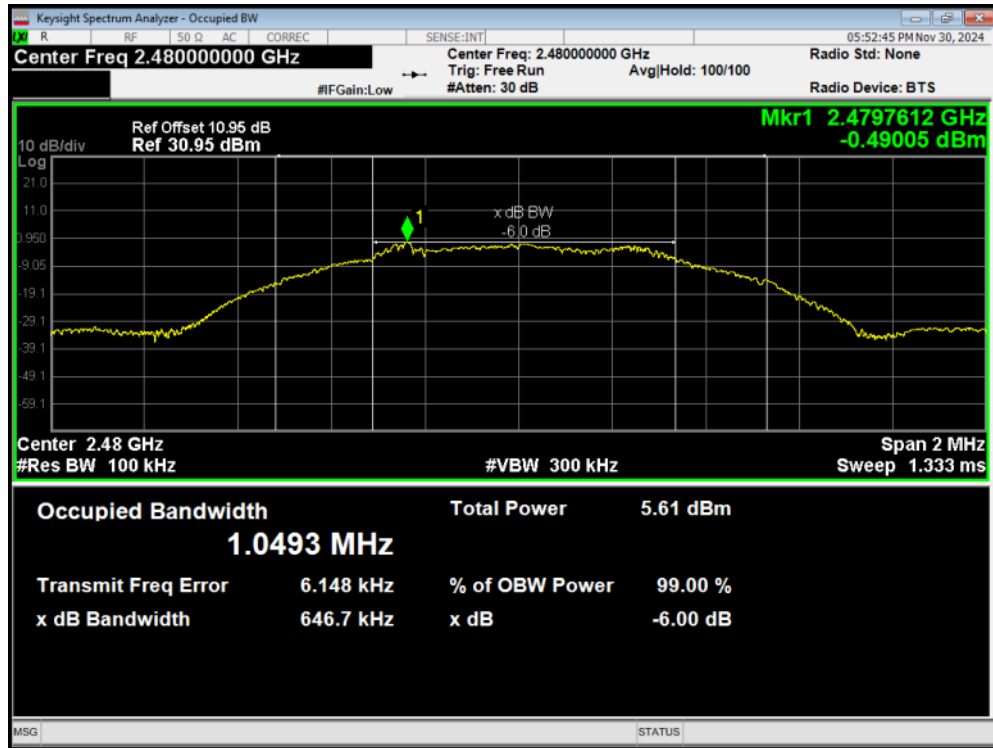 Keysight Spectrum Analyzer - Occupied BW
LXI R RF 50 Ω AC CORREC SENSE:INT 05:52:45 PM Nov 30, 2024
Center Freq 2.480000000 GHz
Center Freq: 2.480000000 GHz
Radio Std: None
Trig: Free Run Avg|Hold: 100/100
#IFGain:Low
#Atten: 30 dB
Radio Device: BTS
Mkr1 2.4797612 GHz
-0.49005 dBm
Ref Offset 10.95 dB
10 dB/div Ref 30.95 dBm
Log
21.0
11.0
1
x dB BW
0.950
-6.0 dB
-9.05
-19.1
-29.1
-39.1
-49.1
-59.1
Center 2.48 GHz Span 2 MHz
#Res BW 100 kHz #VBW 300 kHz Sweep 1.333 ms
Occupied Bandwidth Total Power 5.61 dBm
1.0493 MHz
Transmit Freq Error 6.148 kHz % of OBW Power 99.00 %
x dB Bandwidth 646.7 kHz x dB -6.00 dB
MSG STATUS